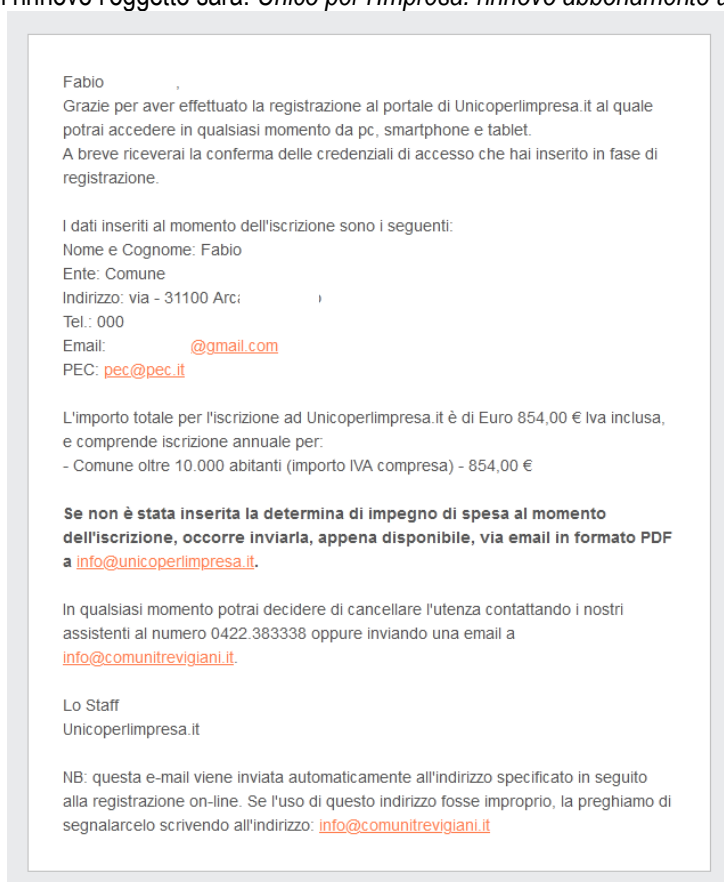 l'oggetto sarà: Unico per l'Impresa: rinnovo abbonamento
Fabio ,
Grazie per aver effettuato la registrazione al portale di Unicoperlimpresa.it al quale
potrai accedere in qualsiasi momento da pc, smartphone e tablet.
A breve riceverai la conferma delle credenziali di accesso che hai inserito in fase di
registrazione.
I dati inseriti al momento dell'iscrizione sono i seguenti:
Nome e Cognome: Fabio
Ente: Comune
Indirizzo: via - 31100 Arc
Tel.: 000
Email: @gmail.com
PEC: pec@pec.it
L'importo totale per l'iscrizione ad Unicoperlimpresa.it è di Euro 854,00 € Iva inclusa,
e comprende iscrizione annuale per:
- Comune oltre 10.000 abitanti (importo IVA compresa) - 854,00 €
Se non è stata inserita la determina di impegno di spesa al momento
dell'iscrizione, occorre inviarla, appena disponibile, via email in formato PDF
a info@unicoperlimpresa.it.
In qualsiasi momento potrai decidere di cancellare l'utenza contattando i nostri
assistenti al numero 0422.383338 oppure inviando una email a
info@comunitrevigiani.it.
Lo Staff
Unicoperlimpresa.it
NB: questa e-mail viene inviata automaticamente all'indirizzo specificato in seguito
alla registrazione on-line. Se l'uso di questo indirizzo fosse improprio, la preghiamo di
segnalarcelo scrivendo all'indirizzo: info@comunitrevigiani.it